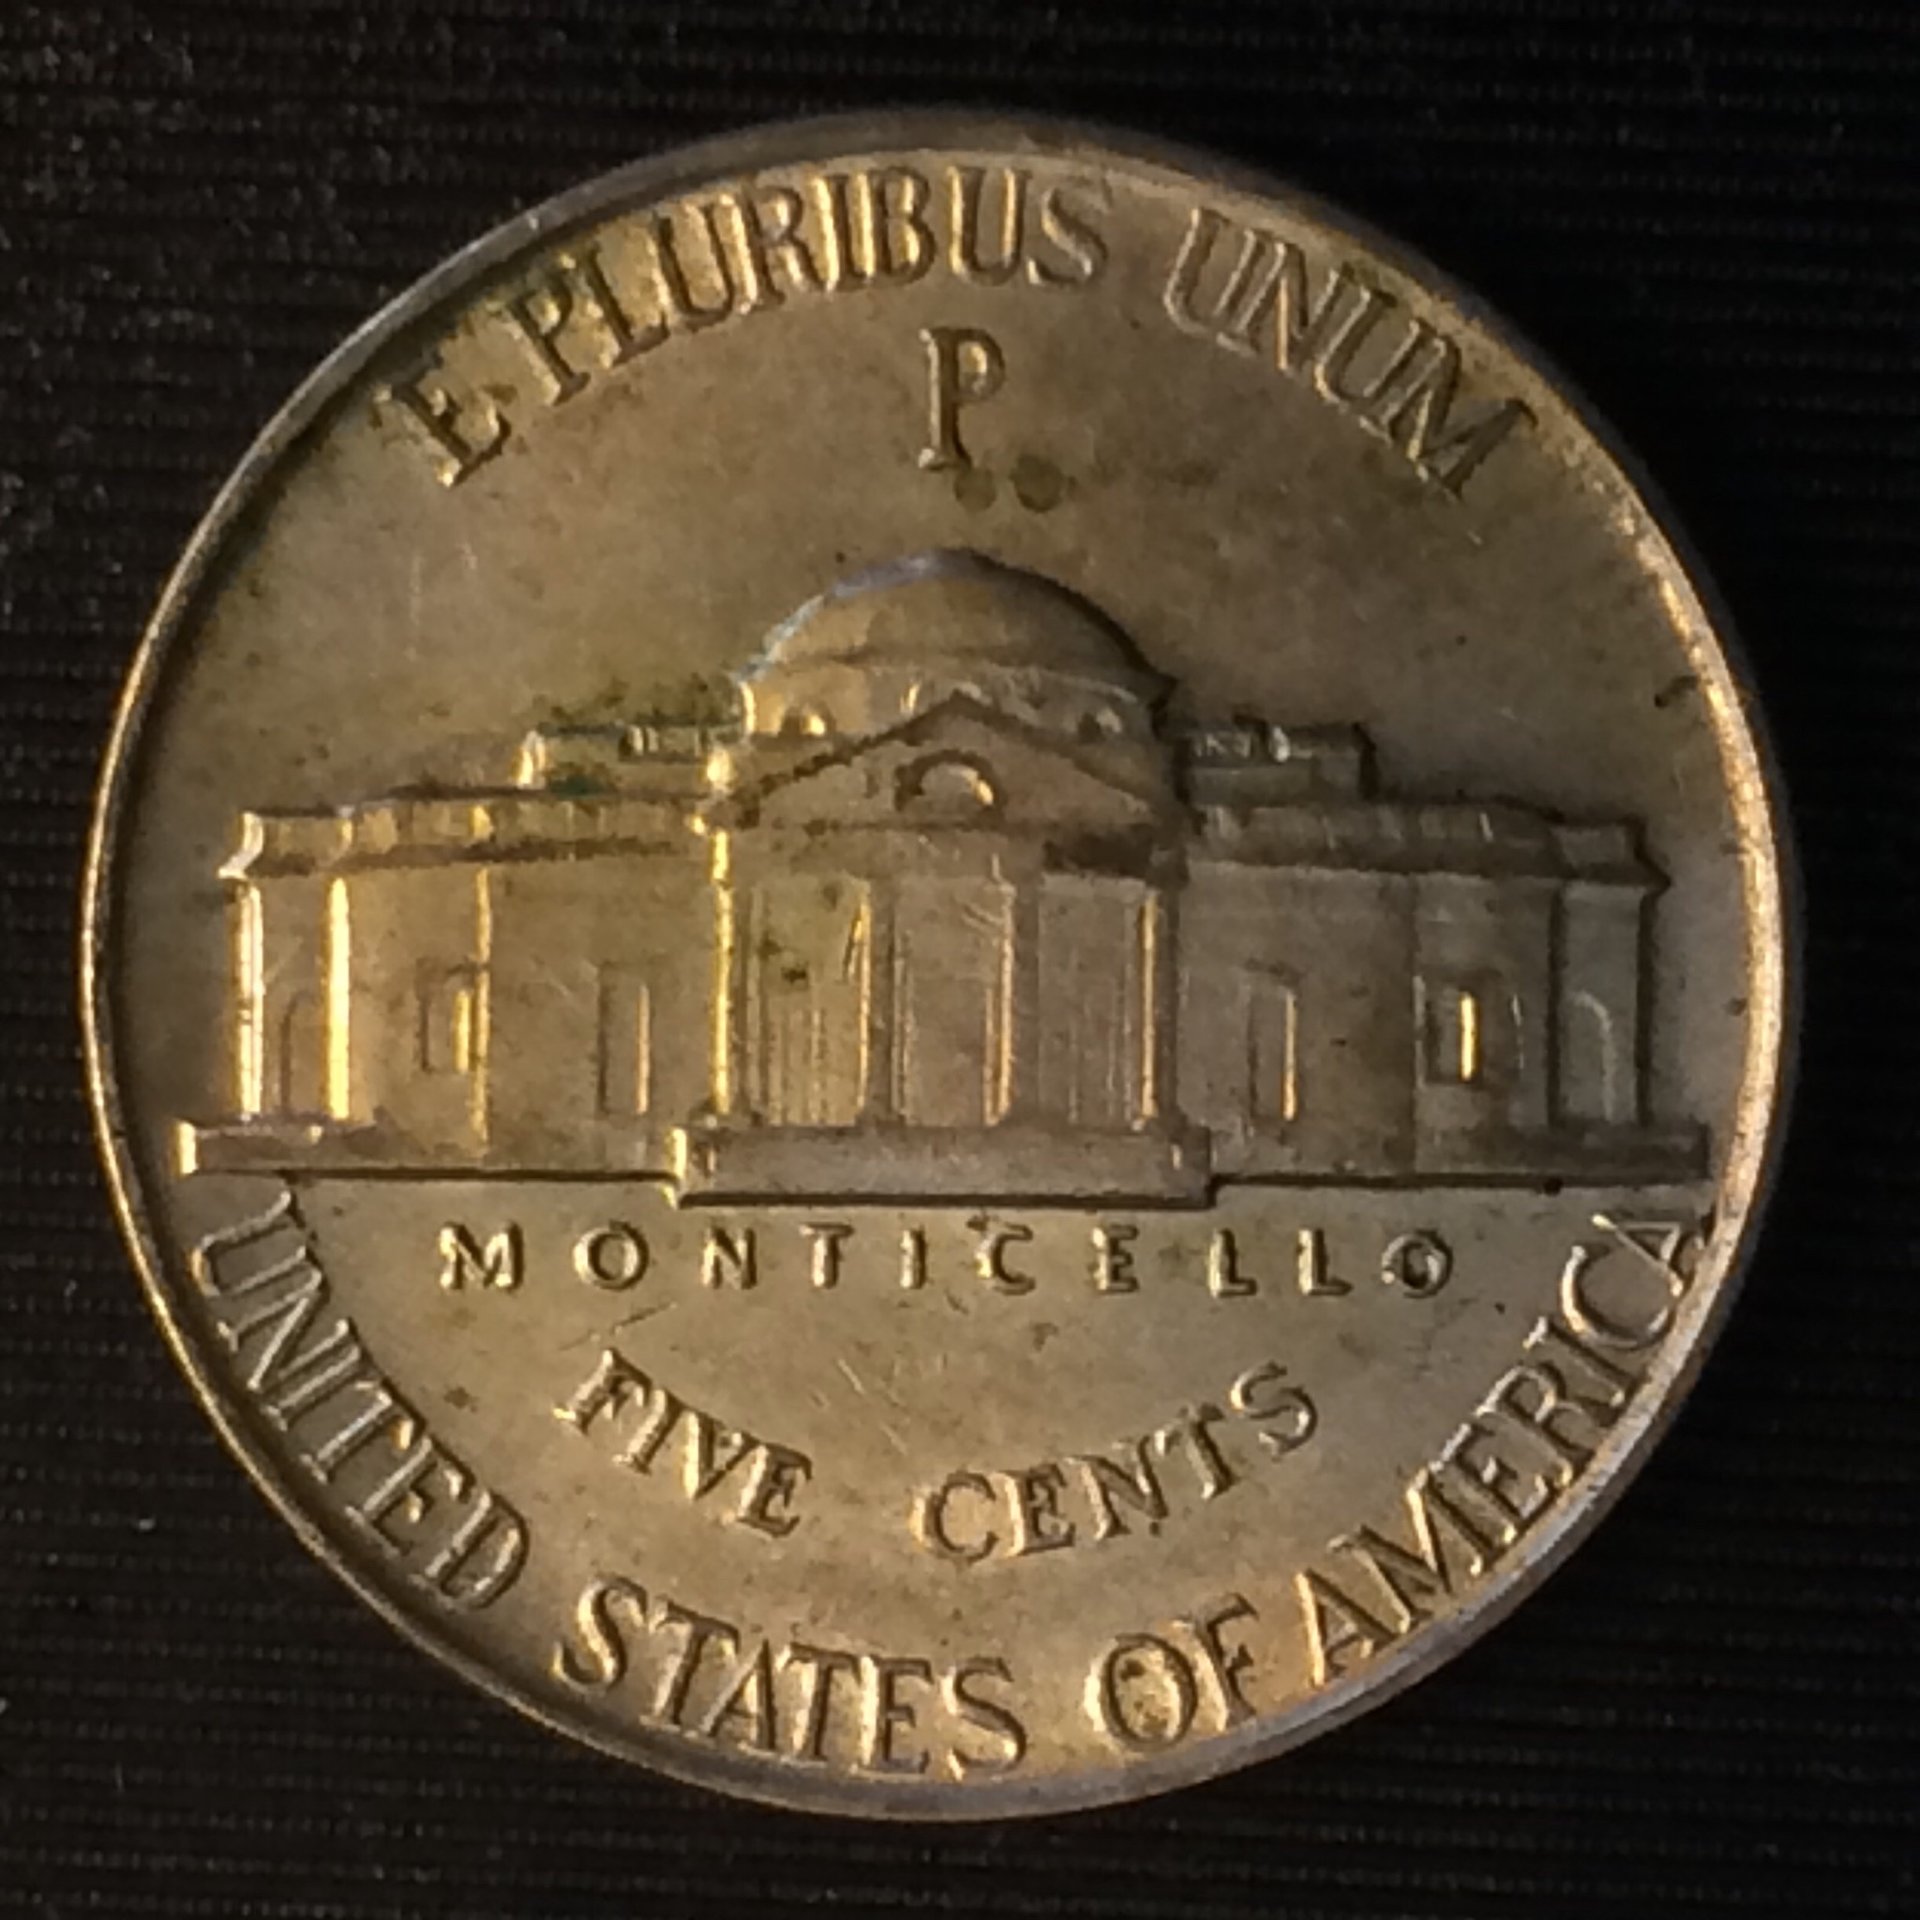 E·PLURIBUS UNUM
P
MONTICELLO
FIVE CENTS
UNITED STATES OF AMERICA